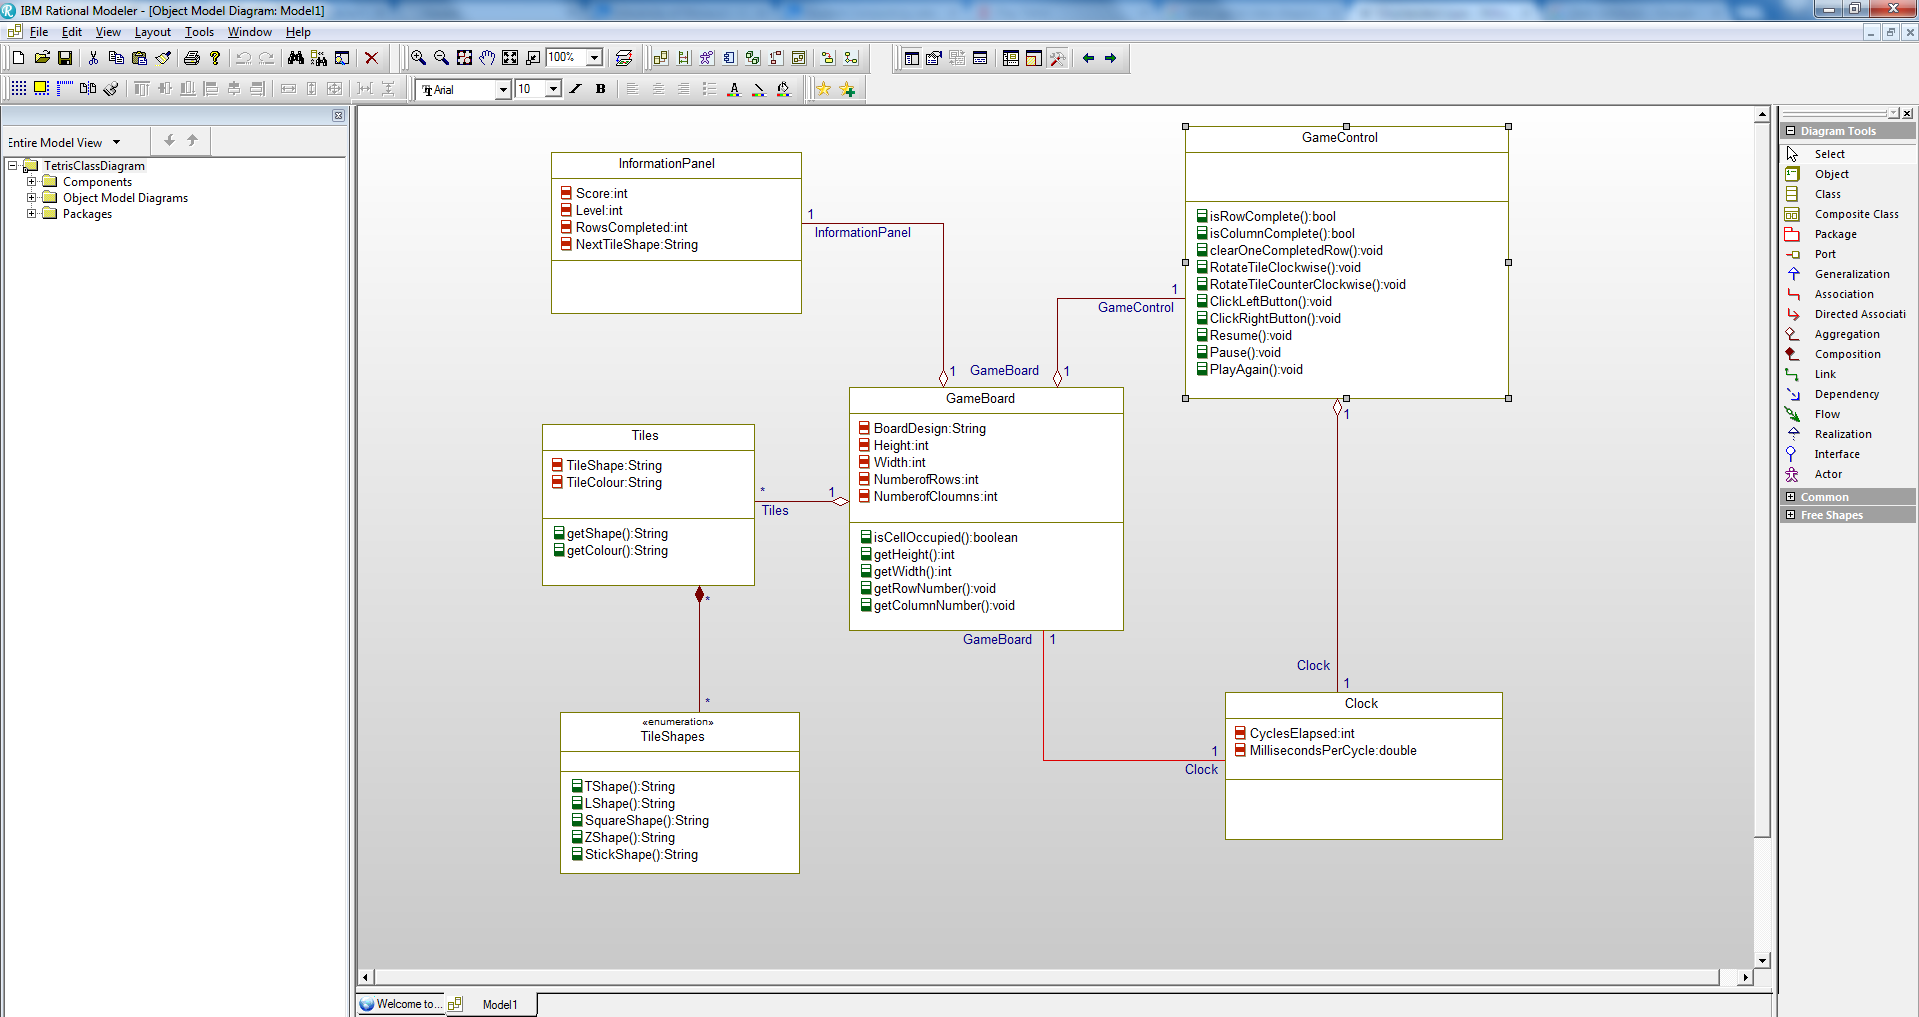 IBM Rational Modeler - [Object Model Diagram: Model1]
File Edit View Layout Tools Window Help
100%
Arial 10
Entire Model View
TetrisClassDiagram
Components
Object Model Diagrams
Packages
InformationPanel
Score:int
Level:int
RowsCompleted:int
NextTileShape:String
1
InformationPanel
GameControl
isRowComplete():bool
isColumnComplete():bool
clearOneCompletedRow():void
RotateTileClockwise():void
RotateTileCounterClockwise():void
ClickLeftButton():void
ClickRightButton():void
Resume():void
Pause():void
PlayAgain():void
1
GameControl
1 GameBoard 1
GameBoard
BoardDesign:String
Height:int
Width:int
NumberofRows:int
NumberofCloumns:int
isCellOccupied():boolean
getHeight():int
getWidth():int
getRowNumber():void
getColumnNumber():void
Tiles
TileShape:String
TileColour:String
getShape():String
getColour():String
* 1
Tiles
*
*
«enumeration»
TileShapes
TShape():String
LShape():String
SquareShape():String
ZShape():String
StickShape():String
GameBoard 1
1
Clock
1
Clock
CyclesElapsed:int
MillisecondsPerCycle:double
1
Clock
Diagram Tools
Select
Object
Class
Composite Class
Package
Port
Generalization
Association
Directed Associati
Aggregation
Composition
Link
Dependency
Flow
Realization
Interface
Actor
Common
Free Shapes
Welcome to... Model1